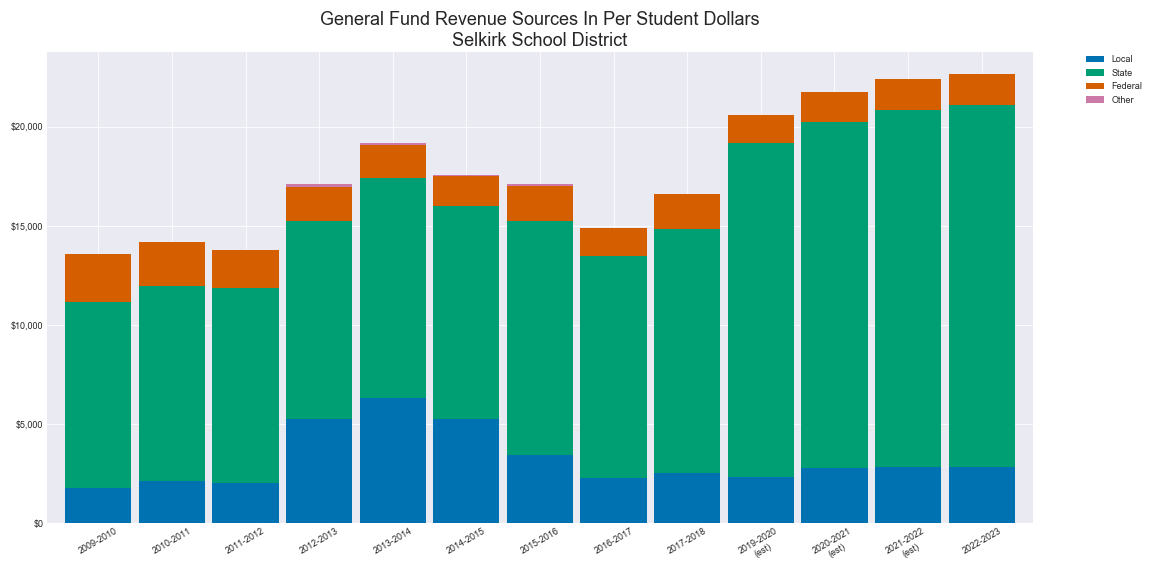 General Fund Revenue Sources In Per Student Dollars
Selkirk School District
Local
State
Federal
Other
$20,000
$15,000
$10,000
$5,000
$0
2009-2010
2010-2011
2011-2012
2012-2013
2013-2014
2014-2015
2015-2016
2016-2017
2017-2018
2019-2020
(est)
2020-2021
(est)
2021-2022
(est)
2022-2023